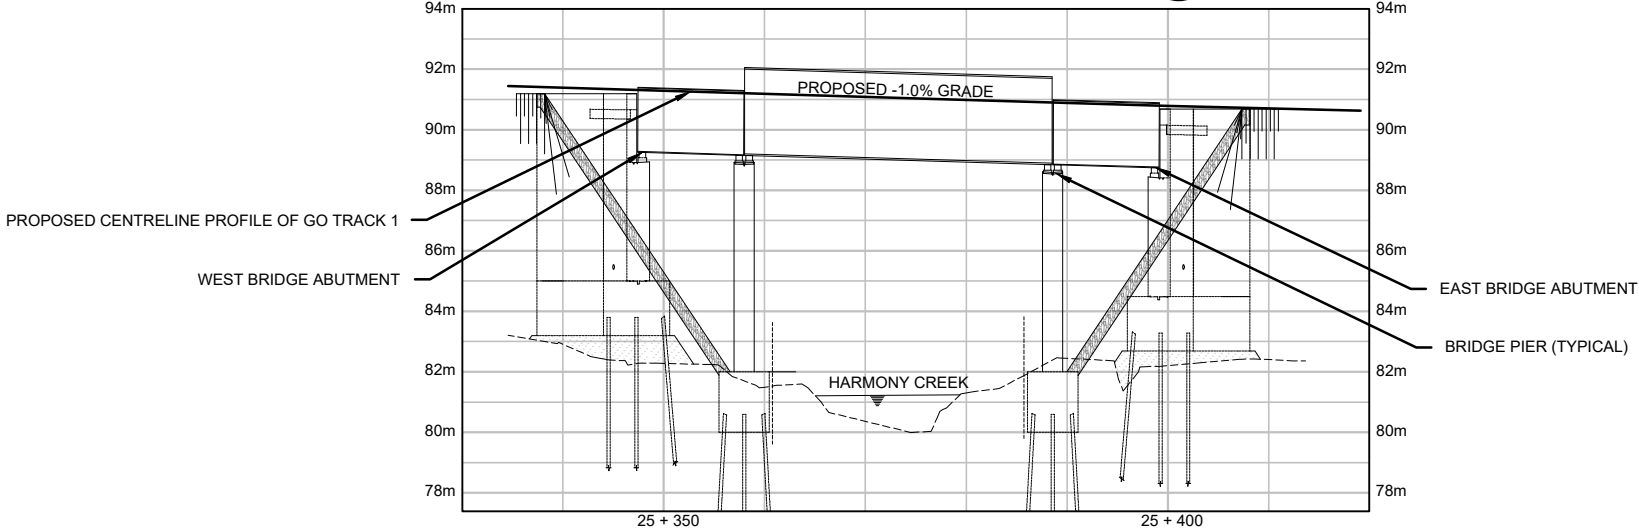 94m
94m
92m
92m
PROPOSED -1.0% GRADE
90m
90m
88m
88m
PROPOSED CENTRELINE PROFILE OF GO TRACK 1
86m
86m
WEST BRIDGE ABUTMENT
EAST BRIDGE ABUTMENT
84m
84m
BRIDGE PIER (TYPICAL)
82m
82m
HARMONY CREEK
80m
80m
78m
78m
25 + 350
25 + 400